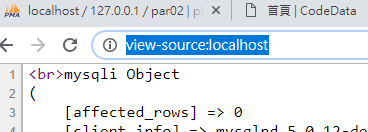 localhost / 127.0.0.1 / par02 | 首頁 | CodeData
view-source:localhost
1 <br>mysqli Object
2 (
3 [affected_rows] => 0